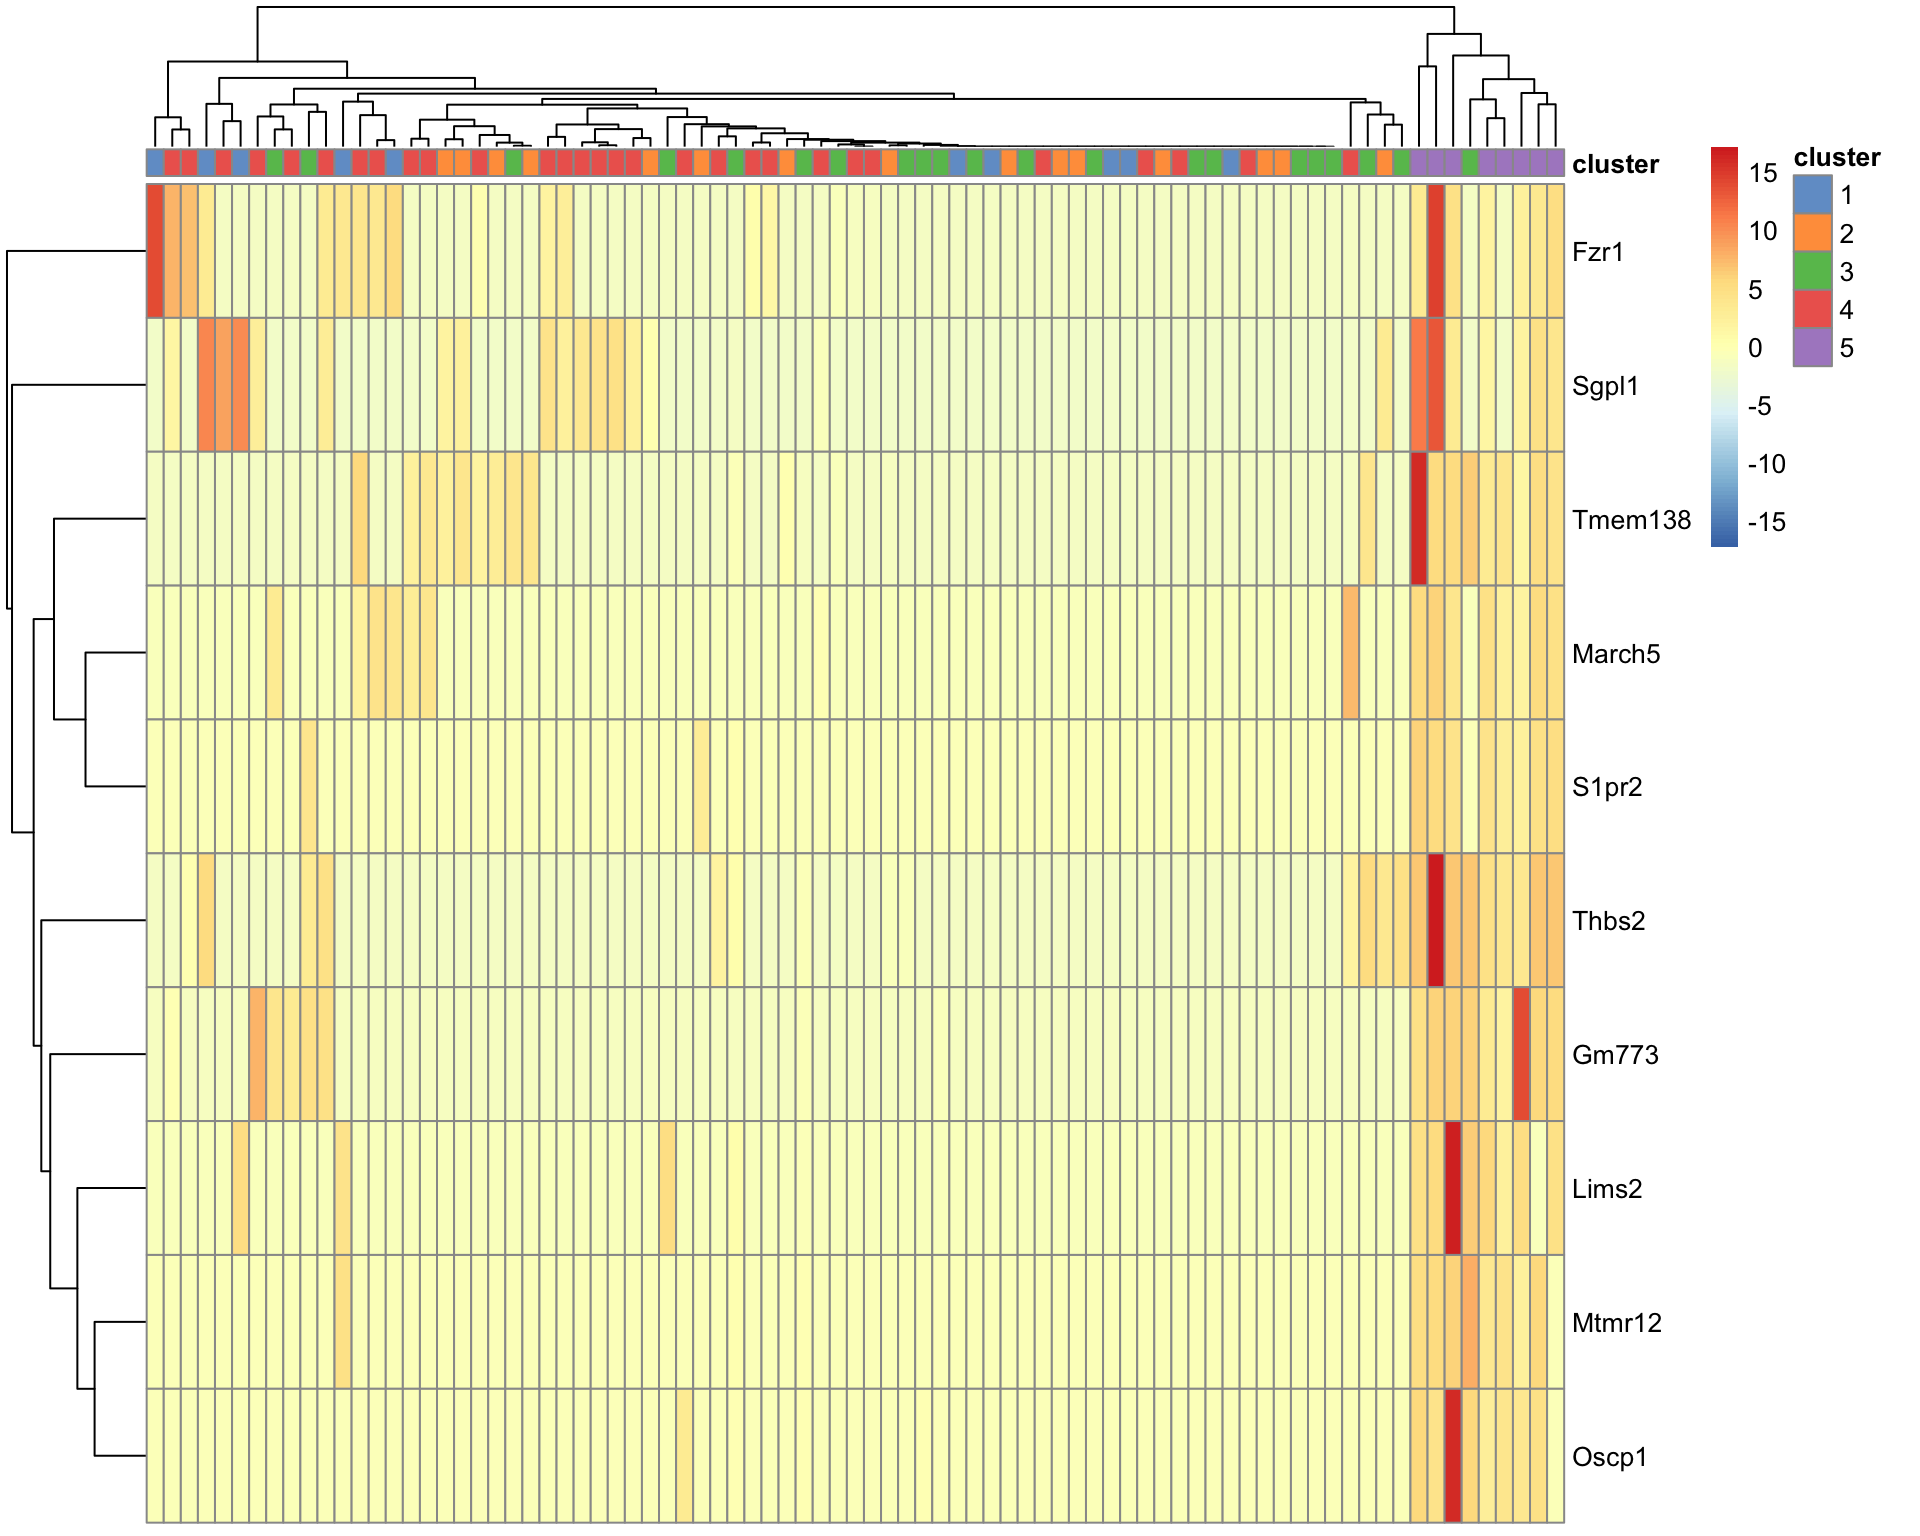 cluster
Fzr1
Sgpl1
Tmem138
March5
S1pr2
Thbs2
Gm773
Lims2
Mtmr12
Oscp1
15
10
5
0
-5
-10
-15
cluster
1
2
3
4
5